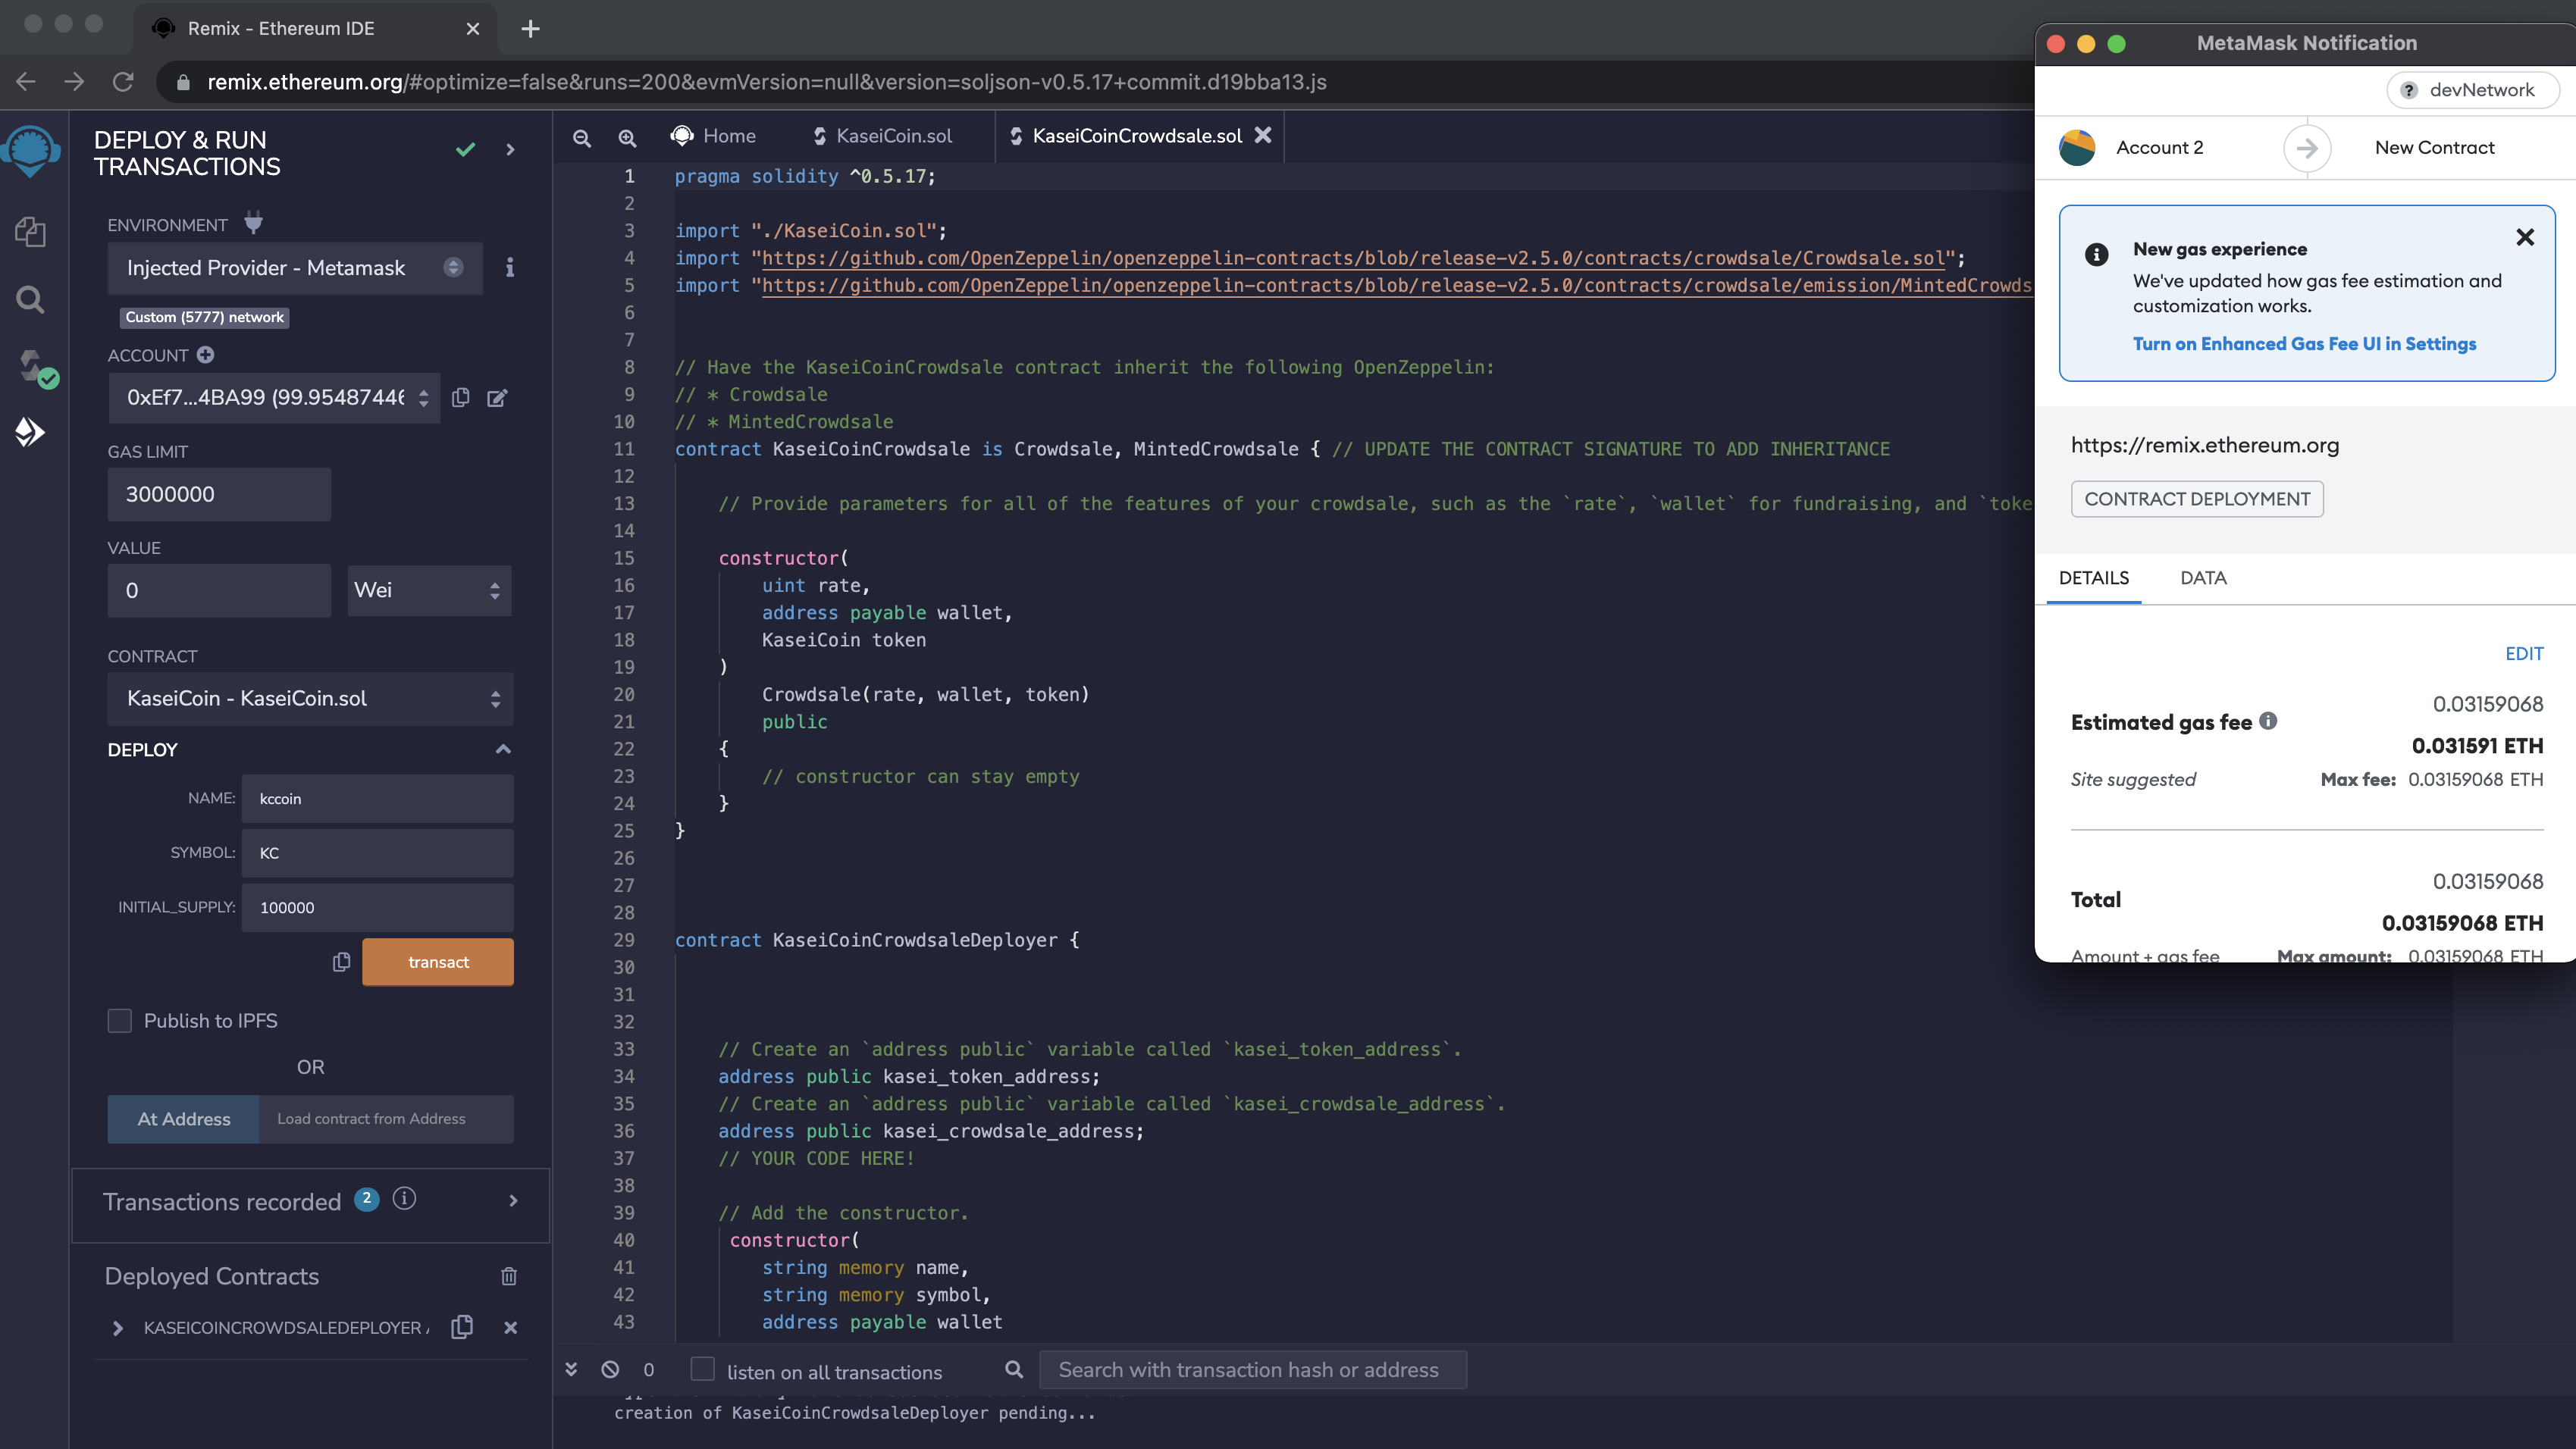 Remix - Ethereum IDE
remix.ethereum.org/#optimize=false&runs=200&evmVersion=null&version=soljson-v0.5.17+commit.d19bba13.js
DEPLOY & RUN
TRANSACTIONS
ENVIRONMENT
Injected Provider - Metamask
Custom (5777) network
ACCOUNT
0xEf7...4BA99 (99.95487446
GAS LIMIT
3000000
VALUE
0
Wei
CONTRACT
KaseiCoin - KaseiCoin.sol
DEPLOY
NAME: kccoin
SYMBOL: KC
INITIAL_SUPPLY: 100000
transact
Publish to IPFS
OR
At Address Load contract from Address
Transactions recorded 2
Deployed Contracts
KASEICOINCROWDSALEDEPLOYER
Home KaseiCoin.sol KaseiCoinCrowdsale.sol
1 pragma solidity ^0.5.17;
2
3 import "./KaseiCoin.sol";
4 import "https://github.com/OpenZeppelin/openzeppelin-contracts/blob/release-v2.5.0/contracts/crowdsale/Crowdsale.sol";
5 import "https://github.com/OpenZeppelin/openzeppelin-contracts/blob/release-v2.5.0/contracts/crowdsale/emission/MintedCrowds
6
7
8 // Have the KaseiCoinCrowdsale contract inherit the following OpenZeppelin:
9 // * Crowdsale
10 // * MintedCrowdsale
11 contract KaseiCoinCrowdsale is Crowdsale, MintedCrowdsale { // UPDATE THE CONTRACT SIGNATURE TO ADD INHERITANCE
12
13 // Provide parameters for all of the features of your crowdsale, such as the `rate`, `wallet` for fundraising, and `toke
14
15 constructor(
16 uint rate,
17 address payable wallet,
18 KaseiCoin token
19 )
20 Crowdsale(rate, wallet, token)
21 public
22 {
23 // constructor can stay empty
24 }
25 }
26
27
28
29 contract KaseiCoinCrowdsaleDeployer {
30
31
32
33 // Create an `address public` variable called `kasei_token_address`.
34 address public kasei_token_address;
35 // Create an `address public` variable called `kasei_crowdsale_address`.
36 address public kasei_crowdsale_address;
37 // YOUR CODE HERE!
38
39 // Add the constructor.
40 constructor(
41 string memory name,
42 string memory symbol,
43 address payable wallet
0
listen on all transactions
Search with transaction hash or address
creation of KaseiCoinCrowdsaleDeployer pending...
MetaMask Notification
devNetwork
Account 2
New Contract
New gas experience
We've updated how gas fee estimation and
customization works.
Turn on Enhanced Gas Fee UI in Settings
https://remix.ethereum.org
CONTRACT DEPLOYMENT
DETAILS DATA
EDIT
0.03159068
Estimated gas fee
0.031591 ETH
Site suggested Max fee: 0.03159068 ETH
0.03159068
Total
0.03159068 ETH
Amount + gas fee Max amount: 0.03159068 ETH